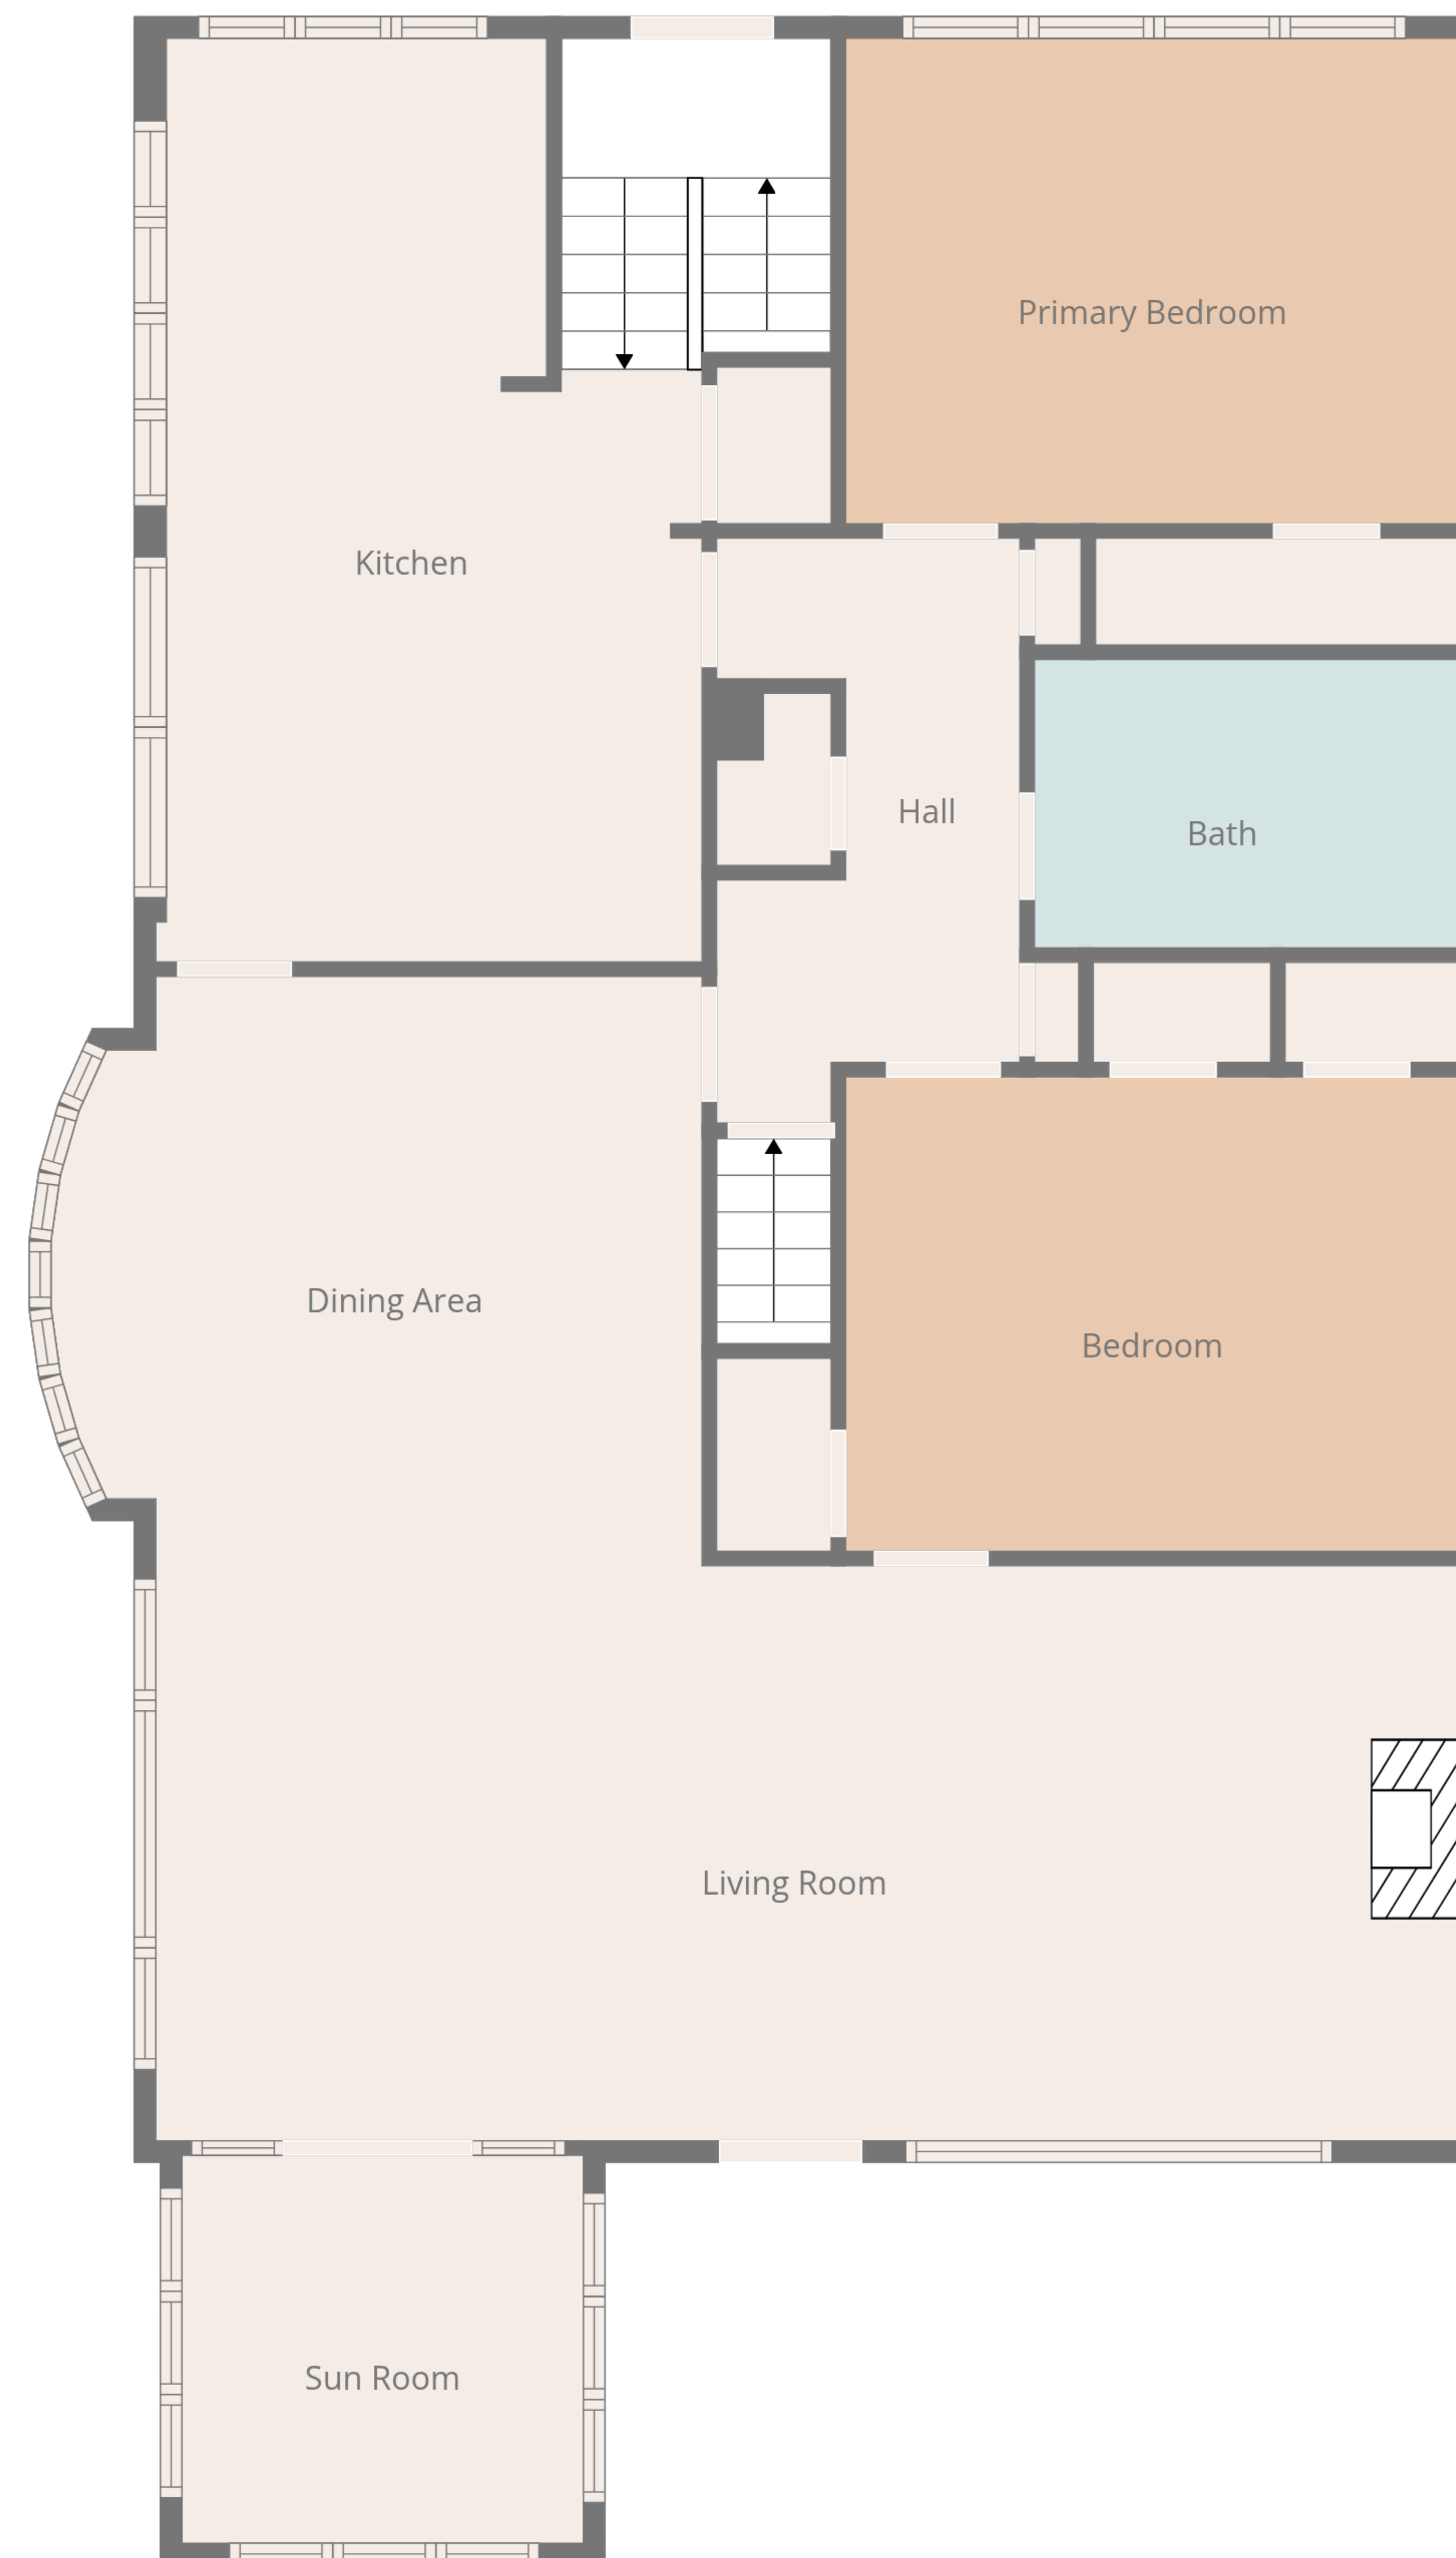 Primary Bedroom
Kitchen
Hall
Bath
Dining Area
Bedroom
Living Room
Sun Room